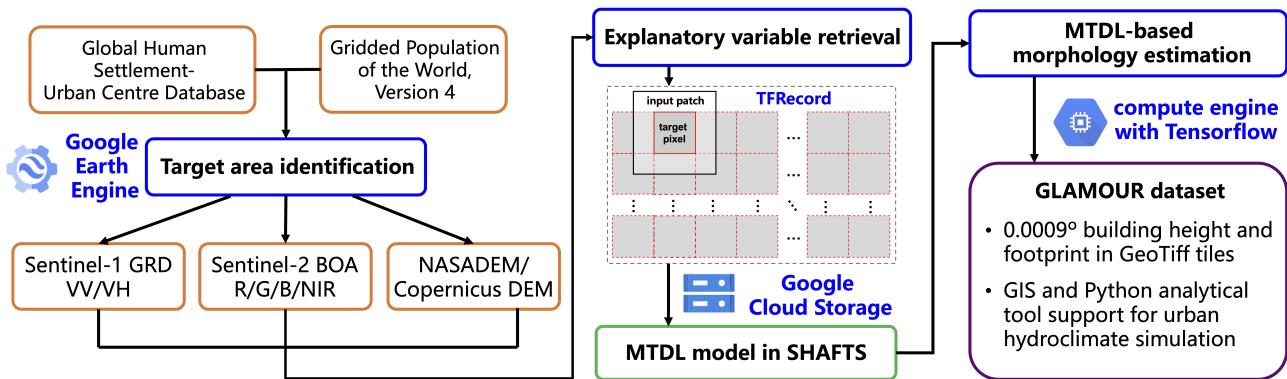 Global Human
Settlement-
Urban Centre Database
Gridded Population
of the World,
Version 4
Google
Earth
Engine
Target area identification
Sentinel-1 GRD
VV/VH
Sentinel-2 BOA
R/G/B/NIR
NASADEM/
Copernicus DEM
Explanatory variable retrieval
input patch
TFRecord
target
pixel
...
...
...
Google
Cloud Storage
MTDL model in SHAFTS
MTDL-based
morphology estimation
compute engine
with Tensorflow
GLAMOUR dataset
• 0.0009º building height and
footprint in GeoTiff tiles
• GIS and Python analytical
tool support for urban
hydroclimate simulation